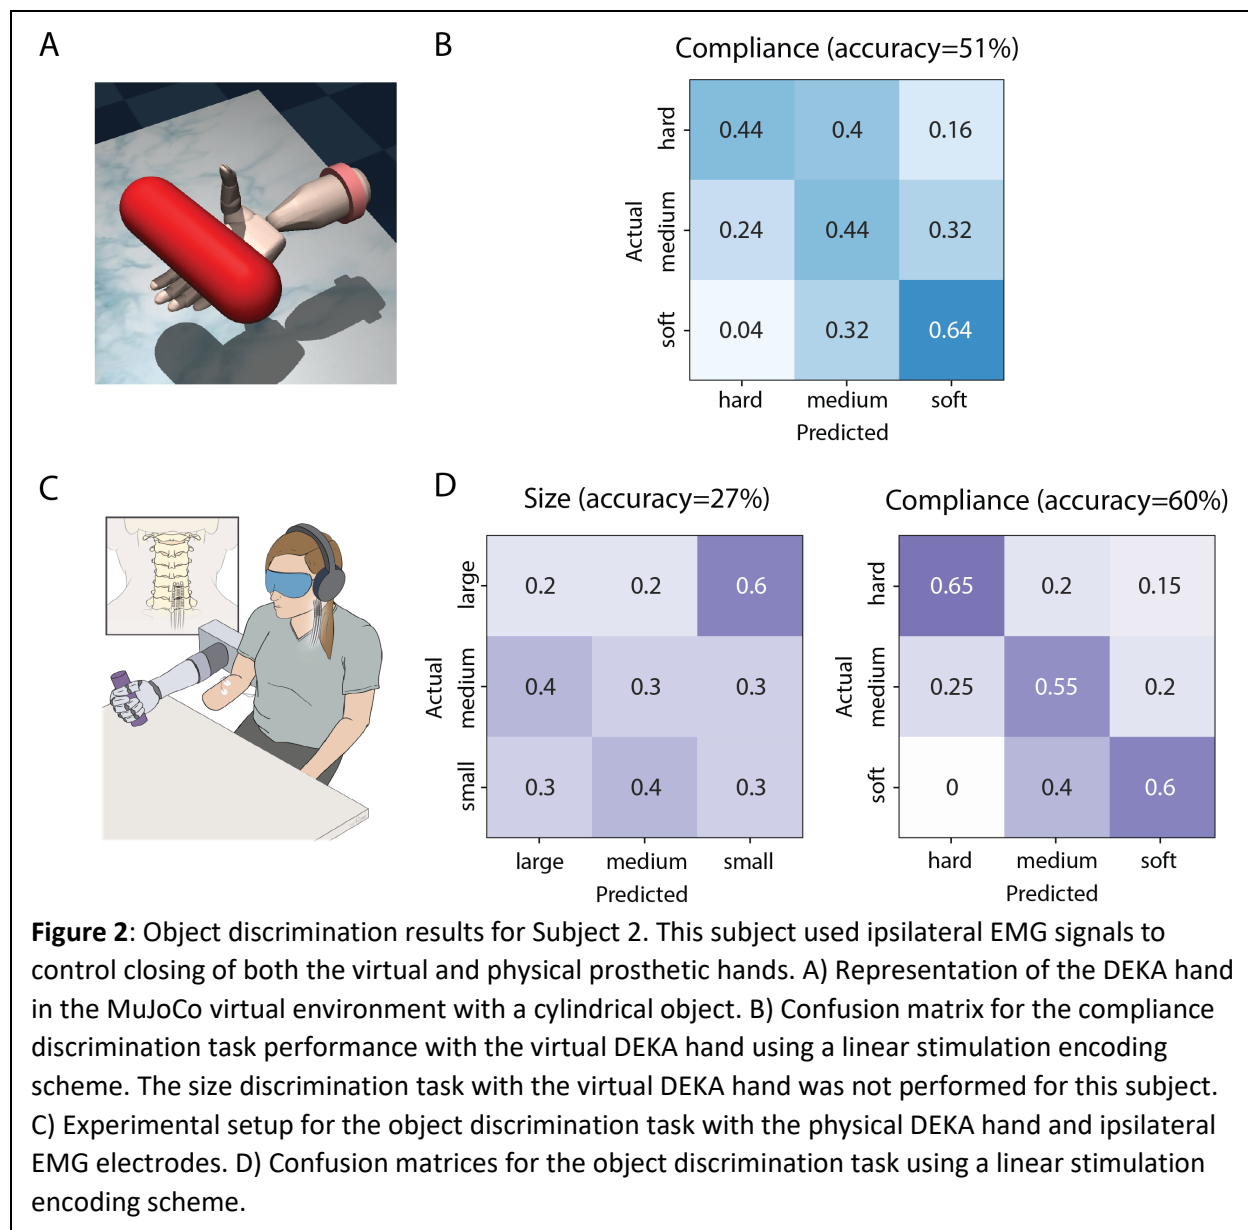 A
B
Compliance (accuracy=51%)
hard
0.44 0.4 0.16
Actual
medium
0.24 0.44 0.32
soft
0.04 0.32 0.64
hard medium soft
Predicted
C
D
Size (accuracy=27%)
large
0.2 0.2 0.6
Actual
medium
0.4 0.3 0.3
small
0.3 0.4 0.3
large medium small
Predicted
Compliance (accuracy=60%)
hard
0.65 0.2 0.15
Actual
medium
0.25 0.55 0.2
soft
0 0.4 0.6
hard medium soft
Predicted
Figure 2: Object discrimination results for Subject 2. This subject used ipsilateral EMG signals to
control closing of both the virtual and physical prosthetic hands. A) Representation of the DEKA hand
in the MuJoCo virtual environment with a cylindrical object. B) Confusion matrix for the compliance
discrimination task performance with the virtual DEKA hand using a linear stimulation encoding
scheme. The size discrimination task with the virtual DEKA hand was not performed for this subject.
C) Experimental setup for the object discrimination task with the physical DEKA hand and ipsilateral
EMG electrodes. D) Confusion matrices for the object discrimination task using a linear stimulation
encoding scheme.